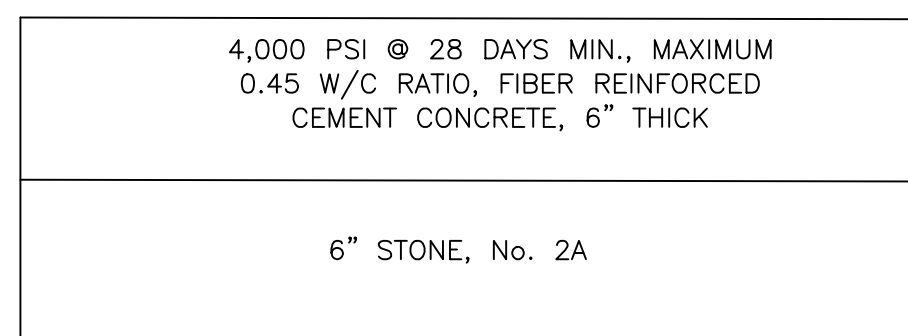 4,000 PSI @ 28 DAYS MIN., MAXIMUM
0.45 W/C RATIO, FIBER REINFORCED
CEMENT CONCRETE, 6” THICK
6” STONE, No. 2A